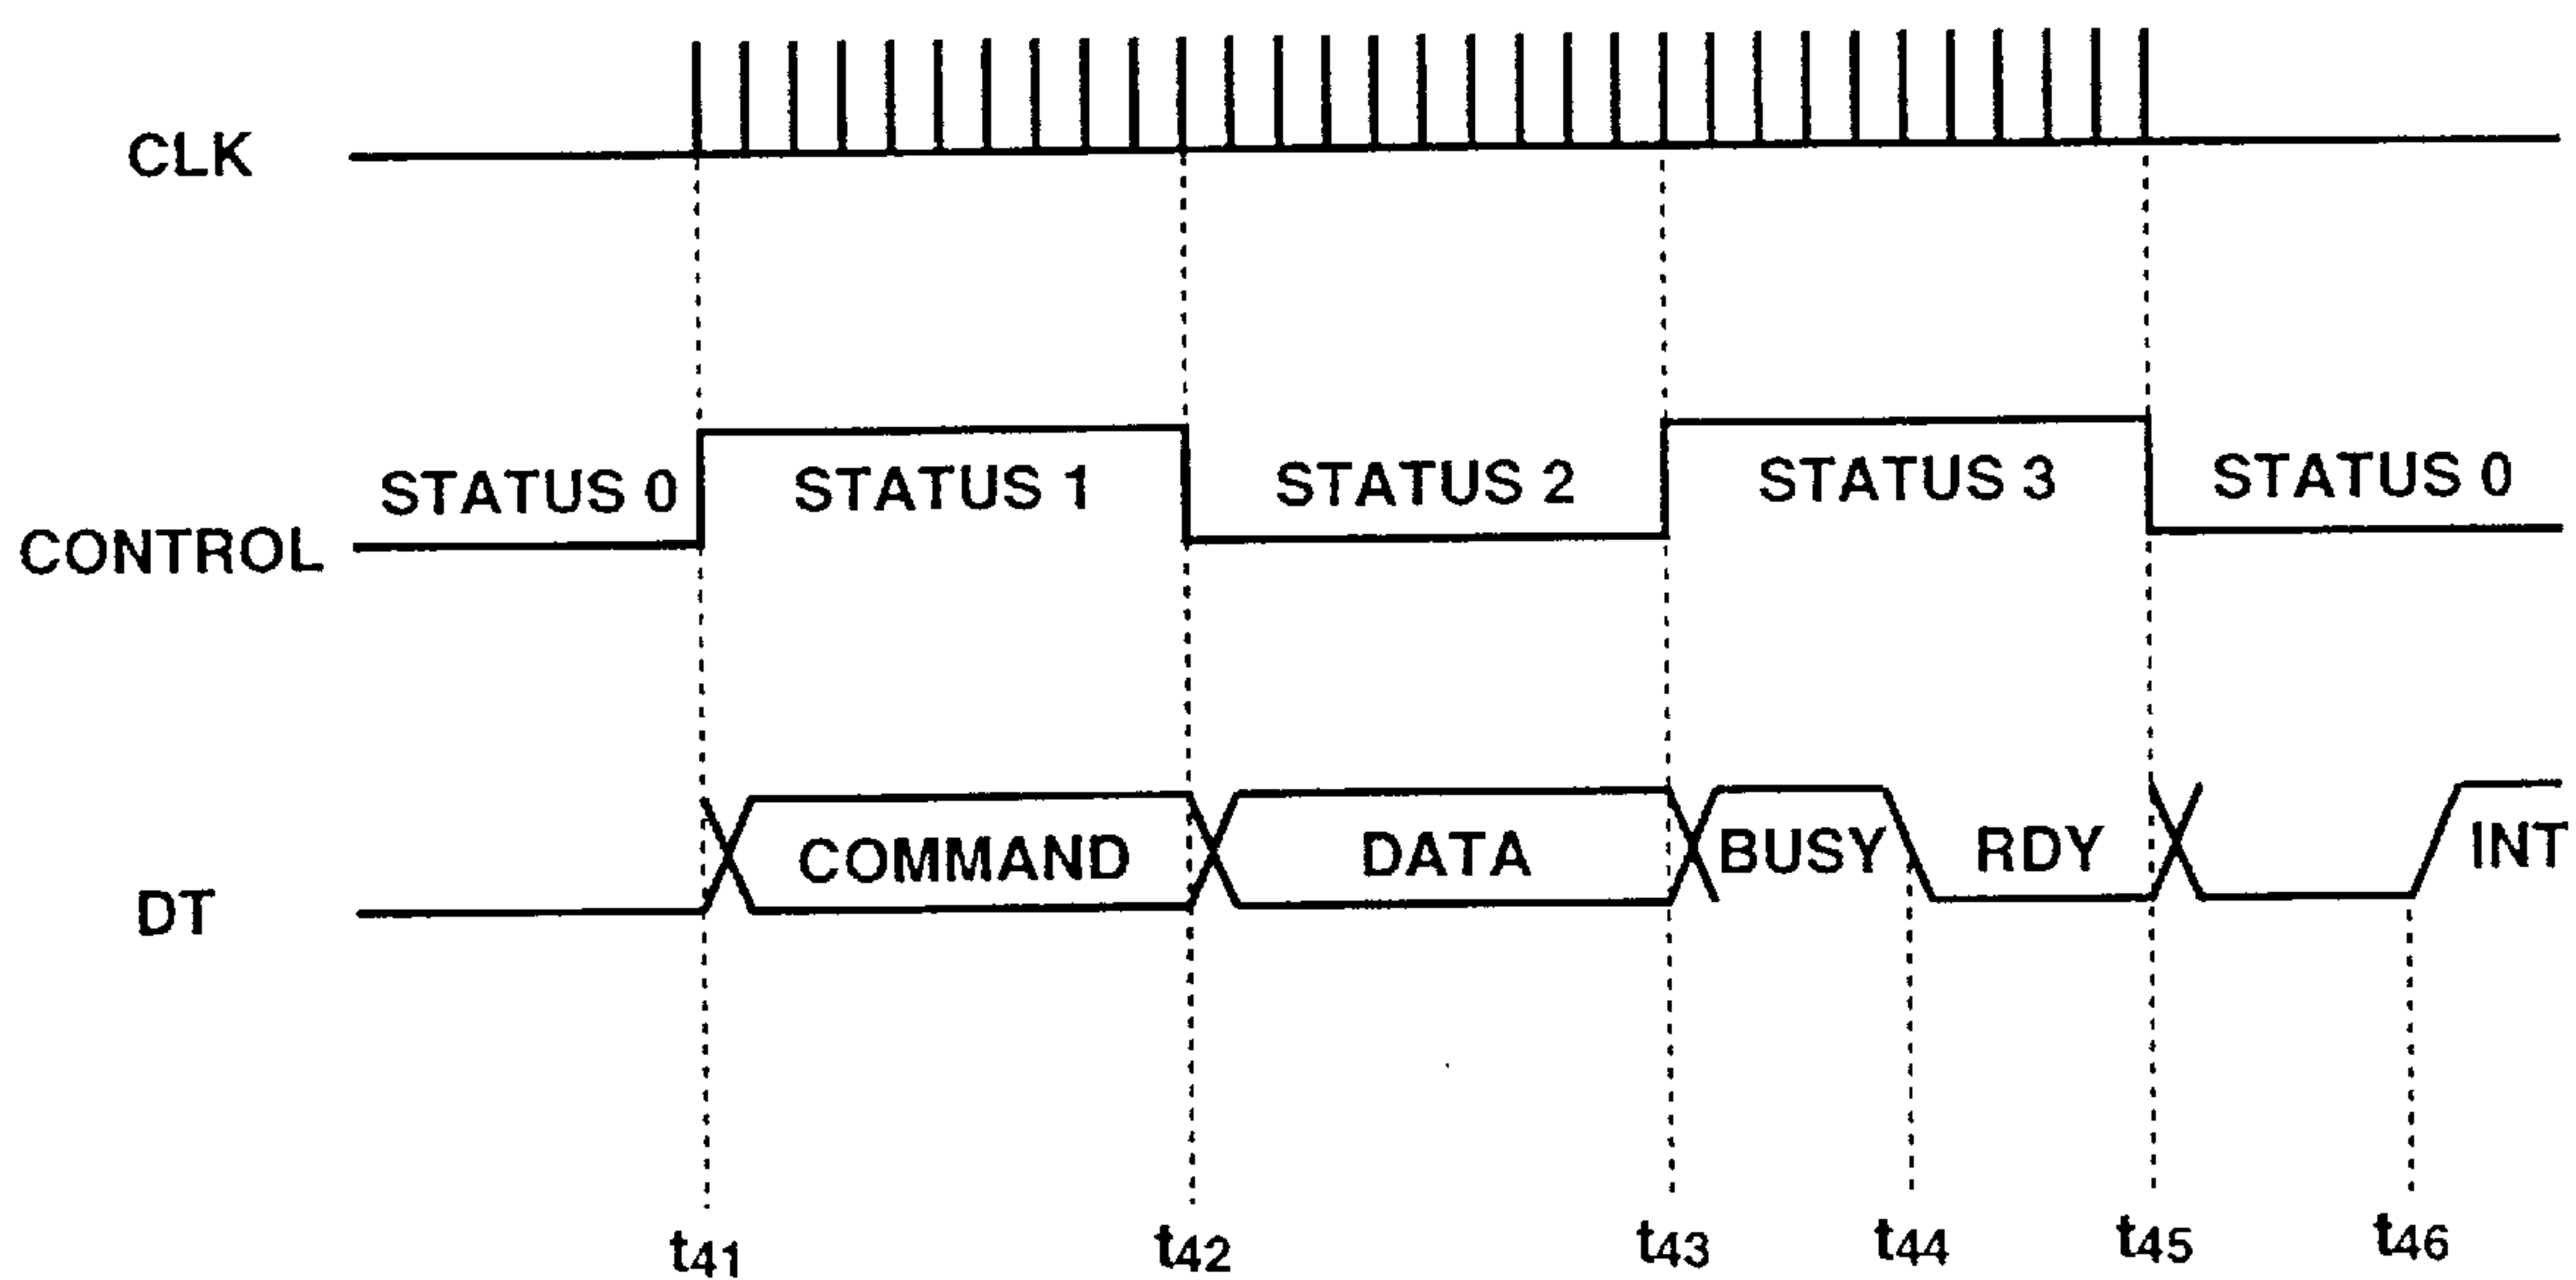 CLK
STATUS 0 STATUS 1 STATUS 2 STATUS 3 STATUS 0
CONTROL
COMMAND DATA BUSY RDY INT
DT
t41 t42 t43 t44 t45 t46